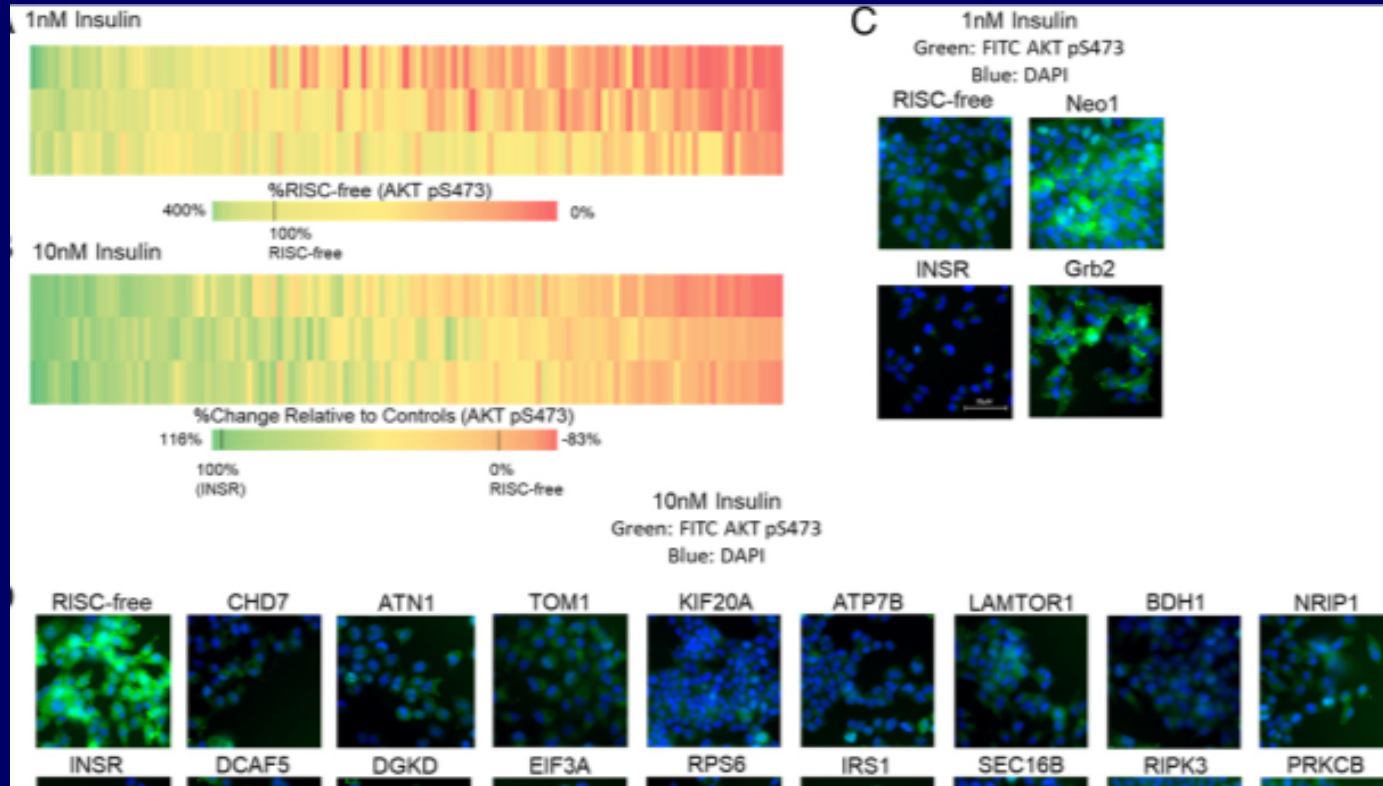 1nM Insulin
%RISC-free (AKT pS473)
400%
0%
100%
RISC-free
10nM Insulin
%Change Relative to Controls (AKT pS473)
116%
-83%
100%
(INSR)
0%
RISC-free
C
1nM Insulin
Green: FITC AKT pS473
Blue: DAPI
RISC-free Neo1
INSR Grb2
10nM Insulin
Green: FITC AKT pS473
Blue: DAPI
RISC-free CHD7 ATN1 TOM1 KIF20A ATP7B LAMTOR1 BDH1 NRIP1
INSR DCAF5 DGKD EIF3A RPS6 IRS1 SEC16B RIPK3 PRKCB